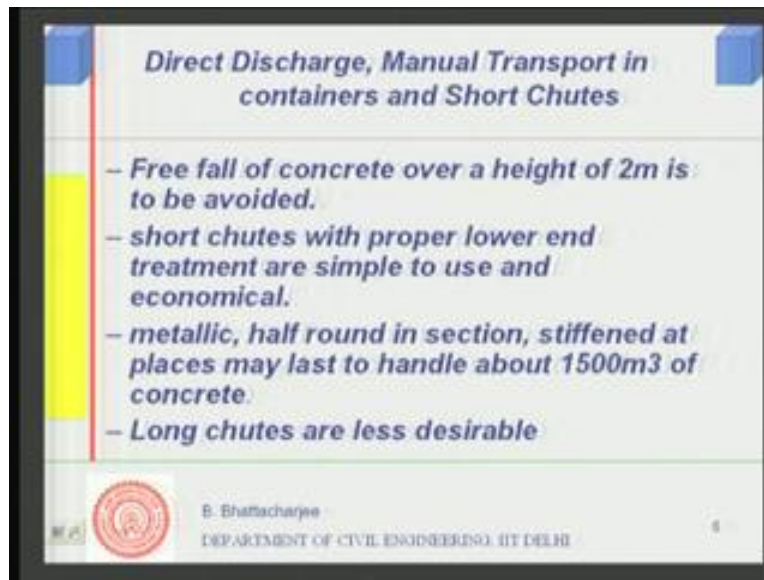 Direct Discharge, Manual Transport in
containers and Short Chutes
– Free fall of concrete over a height of 2m is
to be avoided.
– short chutes with proper lower end
treatment are simple to use and
economical.
– metallic, half round in section, stiffened at
places may last to handle about 1500m3 of
concrete.
– Long chutes are less desirable
B. Bhattacharjee
DEPARTMENT OF CIVIL ENGINEERING, IIT DELHI
6